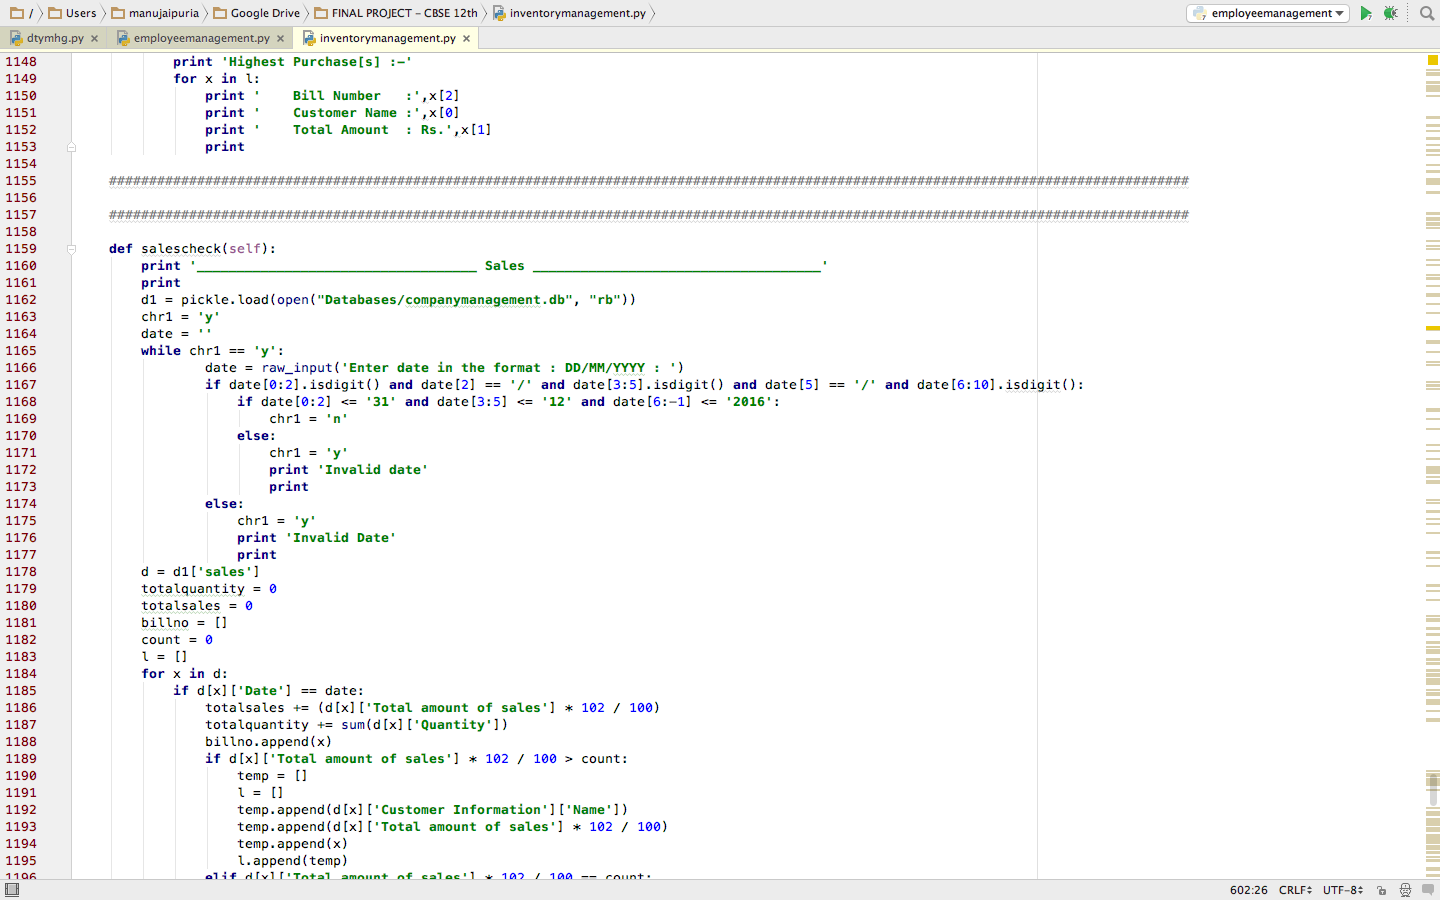 / Users manujaipuria Google Drive FINAL PROJECT – CBSE 12th inventorymanagement.py employeemanagement
dtymhg.py × employeemanagement.py × inventorymanagement.py ×
1148 print 'Highest Purchase[s] :-'
1149 for x in l:
1150 print '    Bill Number   :',x[2]
1151 print '    Customer Name :',x[0]
1152 print '    Total Amount  : Rs.',x[1]
1153 print
1154
1155 #######################################################################################################################################
1156
1157 #######################################################################################################################################
1158
1159 def salescheck(self):
1160 print '___________________________________ Sales ____________________________________'
1161 print
1162 d1 = pickle.load(open("Databases/companymanagement.db", "rb"))
1163 chr1 = 'y'
1164 date = ''
1165 while chr1 == 'y':
1166 date = raw_input('Enter date in the format : DD/MM/YYYY : ')
1167 if date[0:2].isdigit() and date[2] == '/' and date[3:5].isdigit() and date[5] == '/' and date[6:10].isdigit():
1168 if date[0:2] <= '31' and date[3:5] <= '12' and date[6:-1] <= '2016':
1169 chr1 = 'n'
1170 else:
1171 chr1 = 'y'
1172 print 'Invalid date'
1173 print
1174 else:
1175 chr1 = 'y'
1176 print 'Invalid Date'
1177 print
1178 d = d1['sales']
1179 totalquantity = 0
1180 totalsales = 0
1181 billno = []
1182 count = 0
1183 l = []
1184 for x in d:
1185 if d[x]['Date'] == date:
1186 totalsales += (d[x]['Total amount of sales'] * 102 / 100)
1187 totalquantity += sum(d[x]['Quantity'])
1188 billno.append(x)
1189 if d[x]['Total amount of sales'] * 102 / 100 > count:
1190 temp = []
1191 l = []
1192 temp.append(d[x]['Customer Information']['Name'])
1193 temp.append(d[x]['Total amount of sales'] * 102 / 100)
1194 temp.append(x)
1195 l.append(temp)
1196 elif d[x]['Total amount of sales'] * 102 / 100 == count:
602:26 CRLF UTF-8